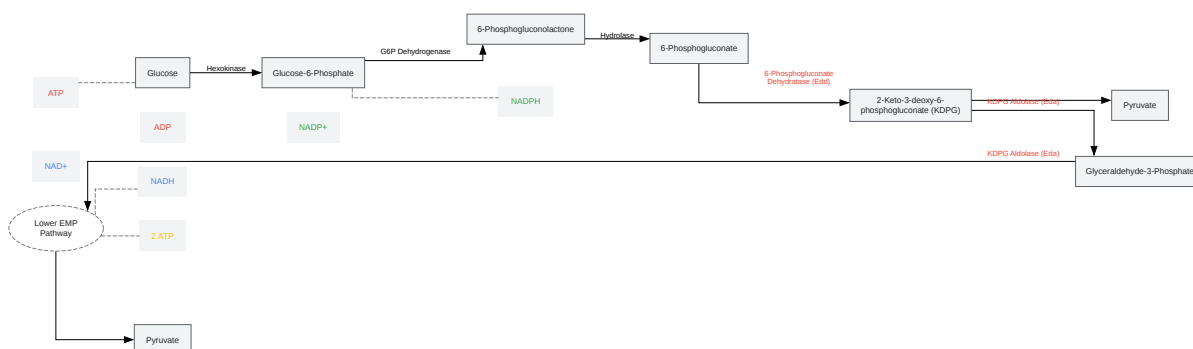 6-Phosphogluconolactone
Hydrolase
6-Phosphogluconate
G6P Dehydrogenase
Glucose
Hexokinase
Glucose-6-Phosphate
6-Phosphogluconate
Dehydratase (Edd)
ATP
NADPH
2-Keto-3-deoxy-6-
phosphogluconate (KDPG)
KDPG Aldolase (Eda)
Pyruvate
ADP
NADP+
KDPG Aldolase (Eda)
NAD+
NADH
Glyceraldehyde-3-Phosphate
Lower EMP
Pathway
2 ATP
Pyruvate